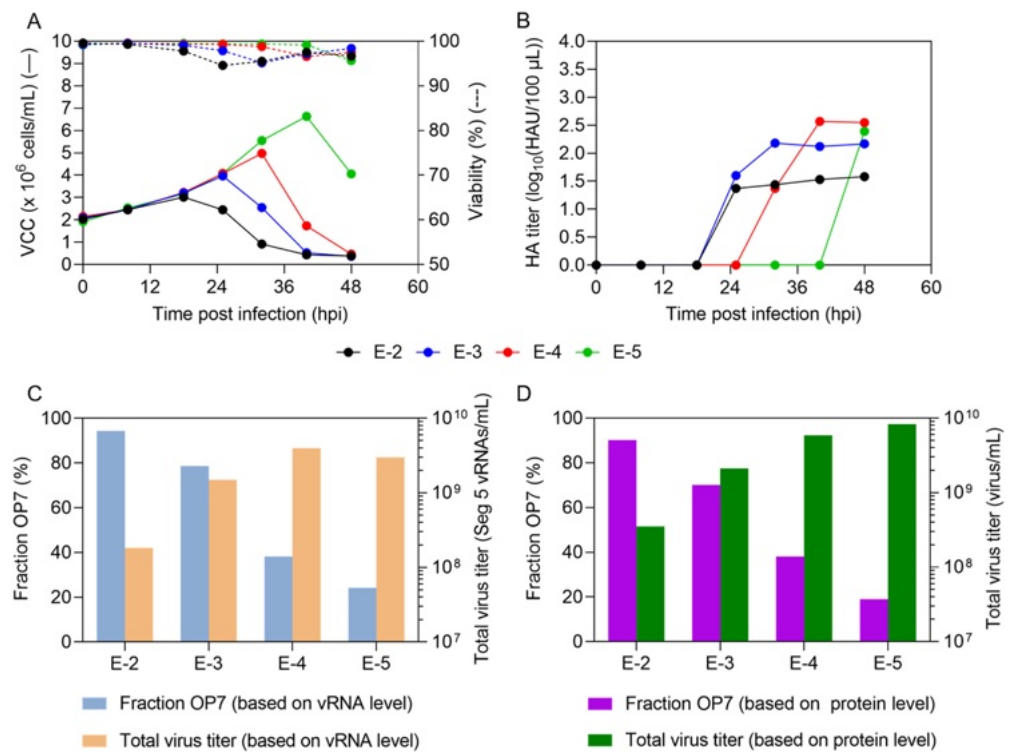 A
VCC (x 10⁶ cells/mL) (—)
10
9
8
7
6
5
4
3
2
1
0
100
90
80
70
60
50
Viability (%) (---)
0 12 24 36 48 60
Time post infection (hpi)
B
HA titer (log₁₀(HAU/100 µL))
4.0
3.5
3.0
2.5
2.0
1.5
1.0
0.5
0.0
0 12 24 36 48 60
Time post infection (hpi)
E-2 E-3 E-4 E-5
C
Fraction OP7 (%)
100
80
60
40
20
0
10¹⁰
10⁹
10⁸
10⁷
Total virus titer (Seg 5 vRNAs/mL)
E-2 E-3 E-4 E-5
Fraction OP7 (based on vRNA level)
Total virus titer (based on vRNA level)
D
Fraction OP7 (%)
100
80
60
40
20
0
10¹⁰
10⁹
10⁸
10⁷
Total virus titer (virus/mL)
E-2 E-3 E-4 E-5
Fraction OP7 (based on protein level)
Total virus titer (based on protein level)